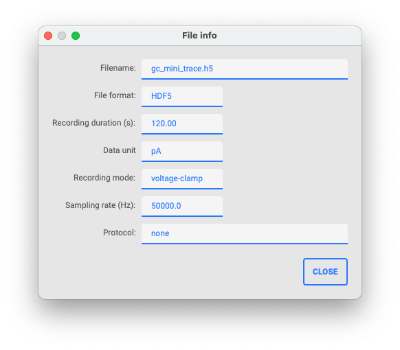 File info
Filename: gc_mini_trace.h5
File format: HDF5
Recording duration (s): 120.00
Data unit pA
Recording mode: voltage-clamp
Sampling rate (Hz): 50000.0
Protocol: none
CLOSE